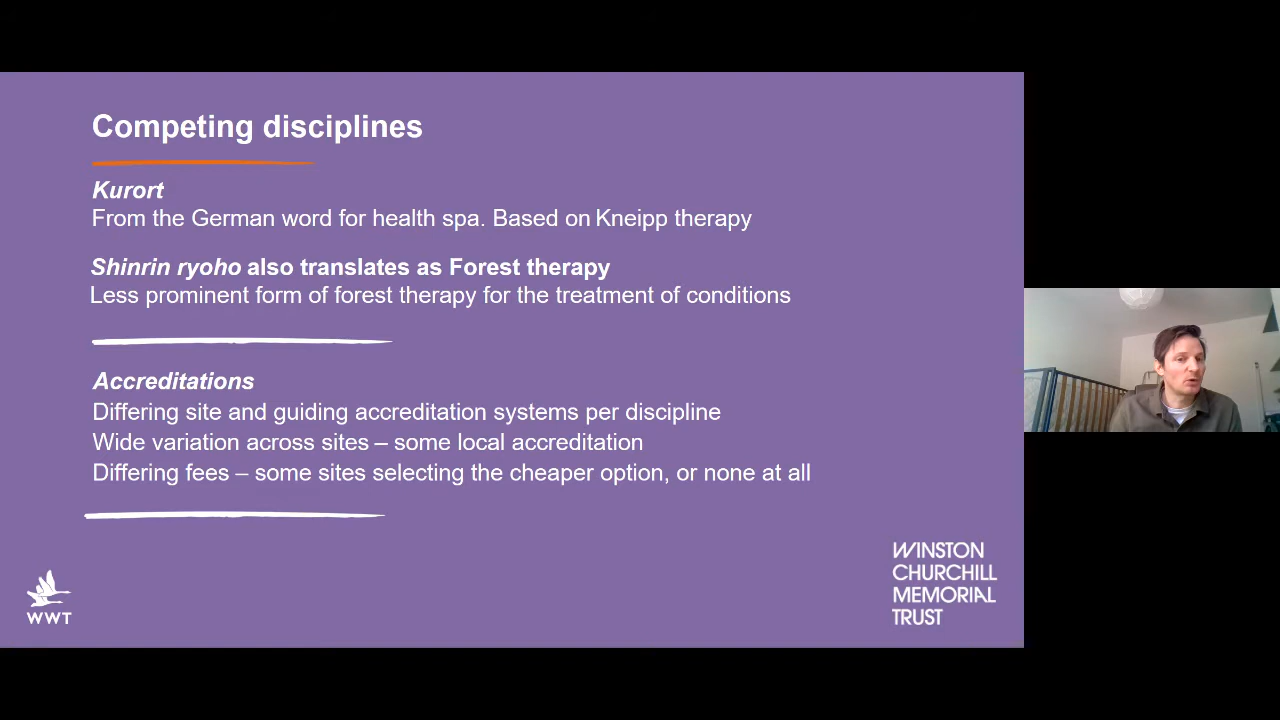 Competing disciplines
Kurort
From the German word for health spa. Based on Kneipp therapy
Shinrin ryoho also translates as Forest therapy
Less prominent form of forest therapy for the treatment of conditions
Accreditations
Differing site and guiding accreditation systems per discipline
Wide variation across sites – some local accreditation
Differing fees – some sites selecting the cheaper option, or none at all
WWT
WINSTON
CHURCHILL
MEMORIAL
TRUST